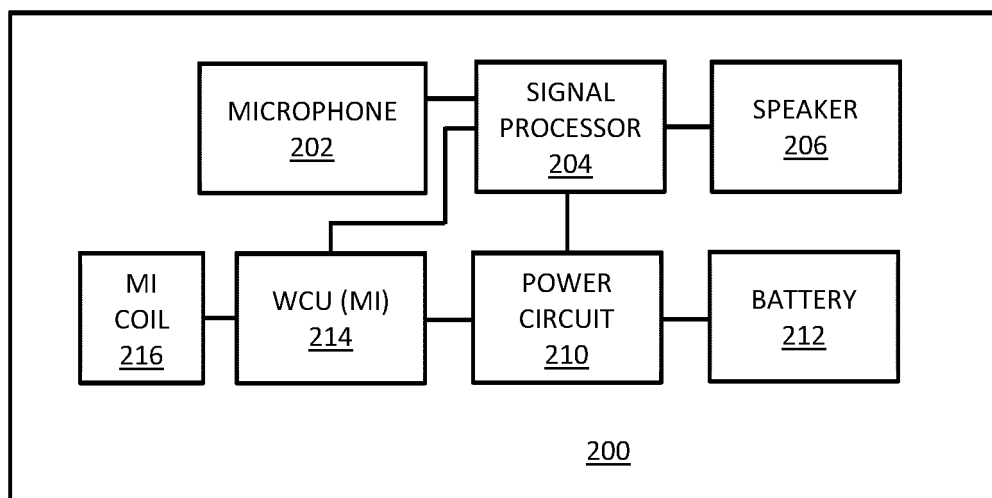 MICROPHONE
202
SIGNAL
PROCESSOR
204
SPEAKER
206
MI
COIL
216
WCU (MI)
214
POWER
CIRCUIT
210
BATTERY
212
200